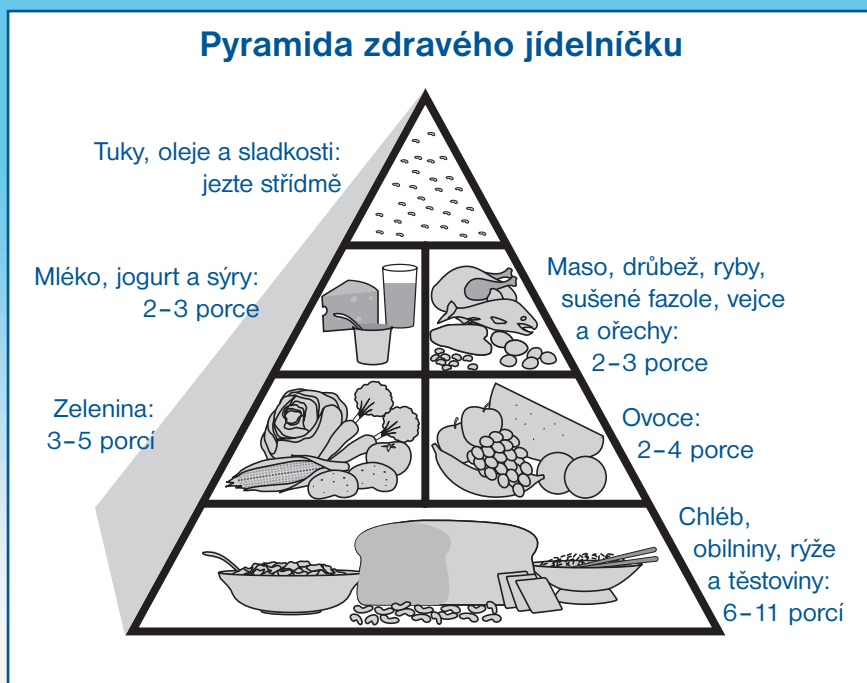 Pyramida zdravého jídelníčku
Tuky, oleje a sladkosti:
jezte střídmě
Mléko, jogurt a sýry:
2–3 porce
Maso, drůbež, ryby,
sušené fazole, vejce
a ořechy:
2–3 porce
Zelenina:
3–5 porcí
Ovoce:
2–4 porce
Chléb,
obilniny, rýže
a těstoviny:
6–11 porcí